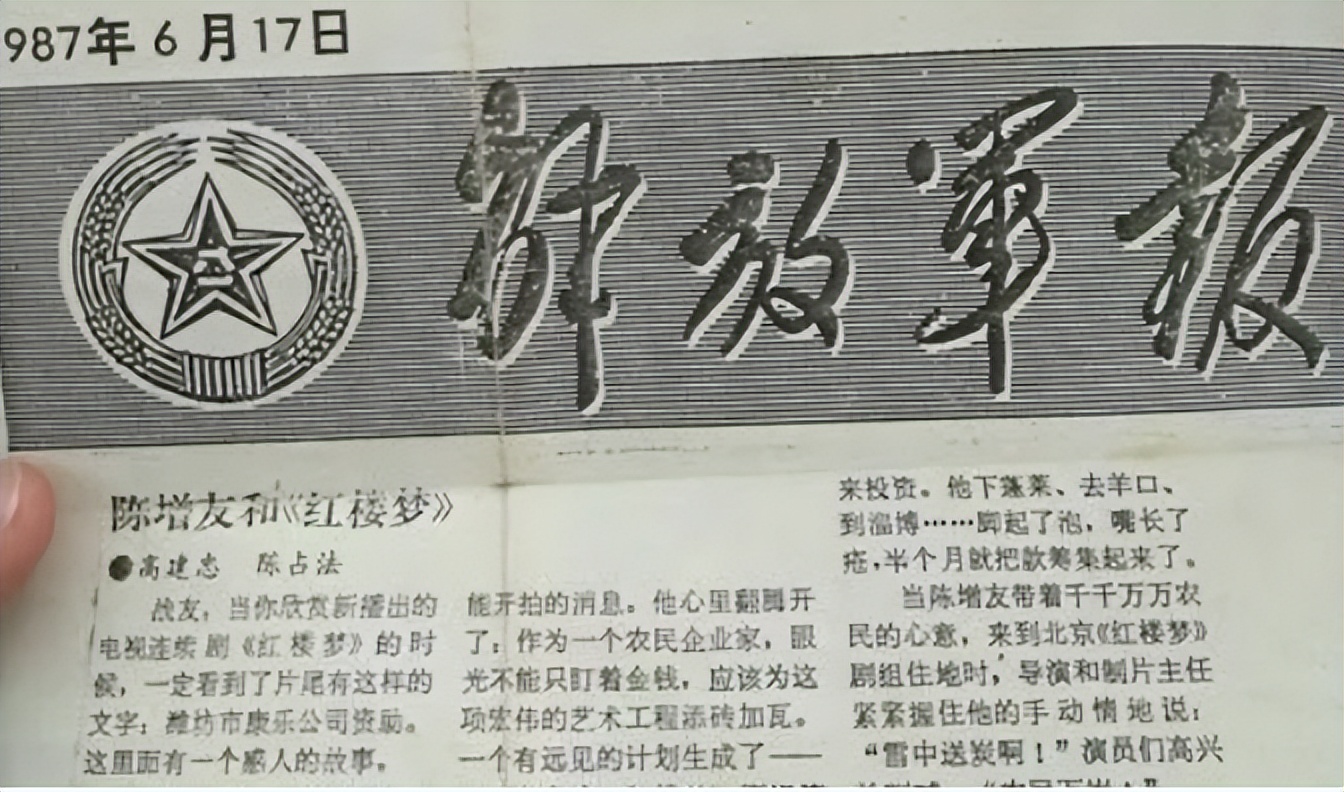 987年6月17日
解放军报
陈增友和《红楼梦》
●高建忠 陈占法
战友，当你欣赏新播出的
电视连续剧《红楼梦》的时
候，一定看到了片尾有这样的
文字：潍坊市康乐公司资助。
这里面有一个感人的故事。
能开拍的消息。他心里翻腾开
了：作为一个农民企业家，眼
光不能只盯着金钱，应该为这
项宏伟的艺术工程添砖加瓦。
一个有远见的计划生成了——
来投资。他下蓬莱、去羊口、
到淄博……脚起了泡，嘴长了
疮，半个月就把款筹集起来了。
当陈增友带着千千万万农
民的心意，来到北京《红楼梦》
剧组住地时，导演和制片主任
紧紧握住他的手动情地说：
“雪中送炭啊！”演员们高兴